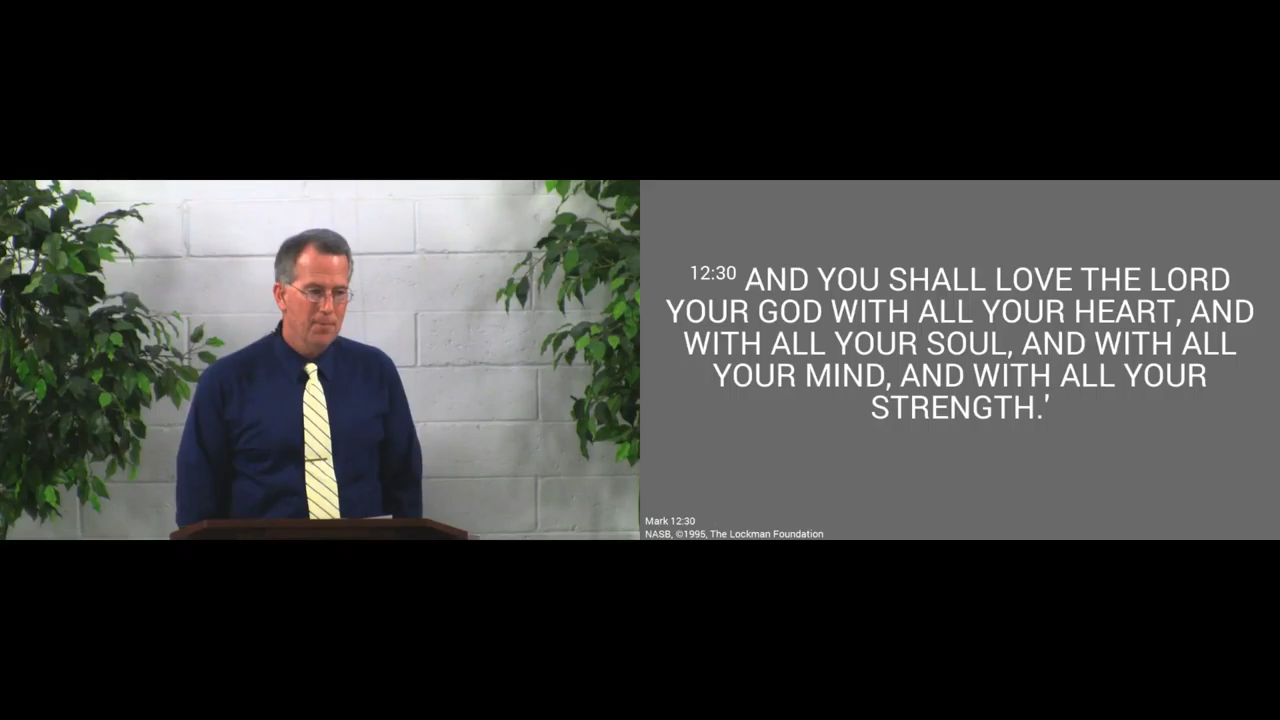 12:30 AND YOU SHALL LOVE THE LORD
YOUR GOD WITH ALL YOUR HEART, AND
WITH ALL YOUR SOUL, AND WITH ALL
YOUR MIND, AND WITH ALL YOUR
STRENGTH.'
Mark 12:30
NASB, ©1995, The Lockman Foundation